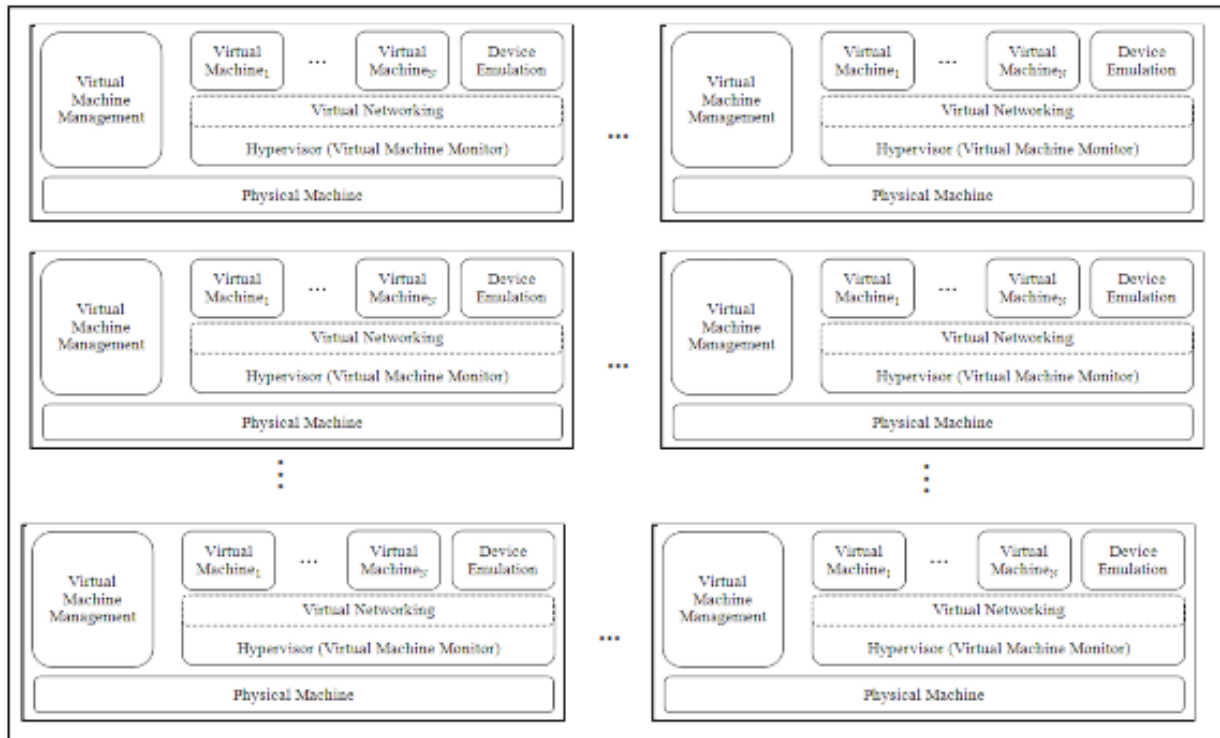 Virtual
Machine
Management
Virtual
Machine1
...
Virtual
MachineN
Device
Emulation
Virtual Networking
Hypervisor (Virtual Machine Monitor)
Physical Machine
...
Virtual
Machine
Management
Virtual
Machine1
...
Virtual
MachineN
Device
Emulation
Virtual Networking
Hypervisor (Virtual Machine Monitor)
Physical Machine
Virtual
Machine
Management
Virtual
Machine1
...
Virtual
MachineN
Device
Emulation
Virtual Networking
Hypervisor (Virtual Machine Monitor)
Physical Machine
...
Virtual
Machine
Management
Virtual
Machine1
...
Virtual
MachineN
Device
Emulation
Virtual Networking
Hypervisor (Virtual Machine Monitor)
Physical Machine
Virtual
Machine
Management
Virtual
Machine1
...
Virtual
MachineN
Device
Emulation
Virtual Networking
Hypervisor (Virtual Machine Monitor)
Physical Machine
...
Virtual
Machine
Management
Virtual
Machine1
...
Virtual
MachineN
Device
Emulation
Virtual Networking
Hypervisor (Virtual Machine Monitor)
Physical Machine